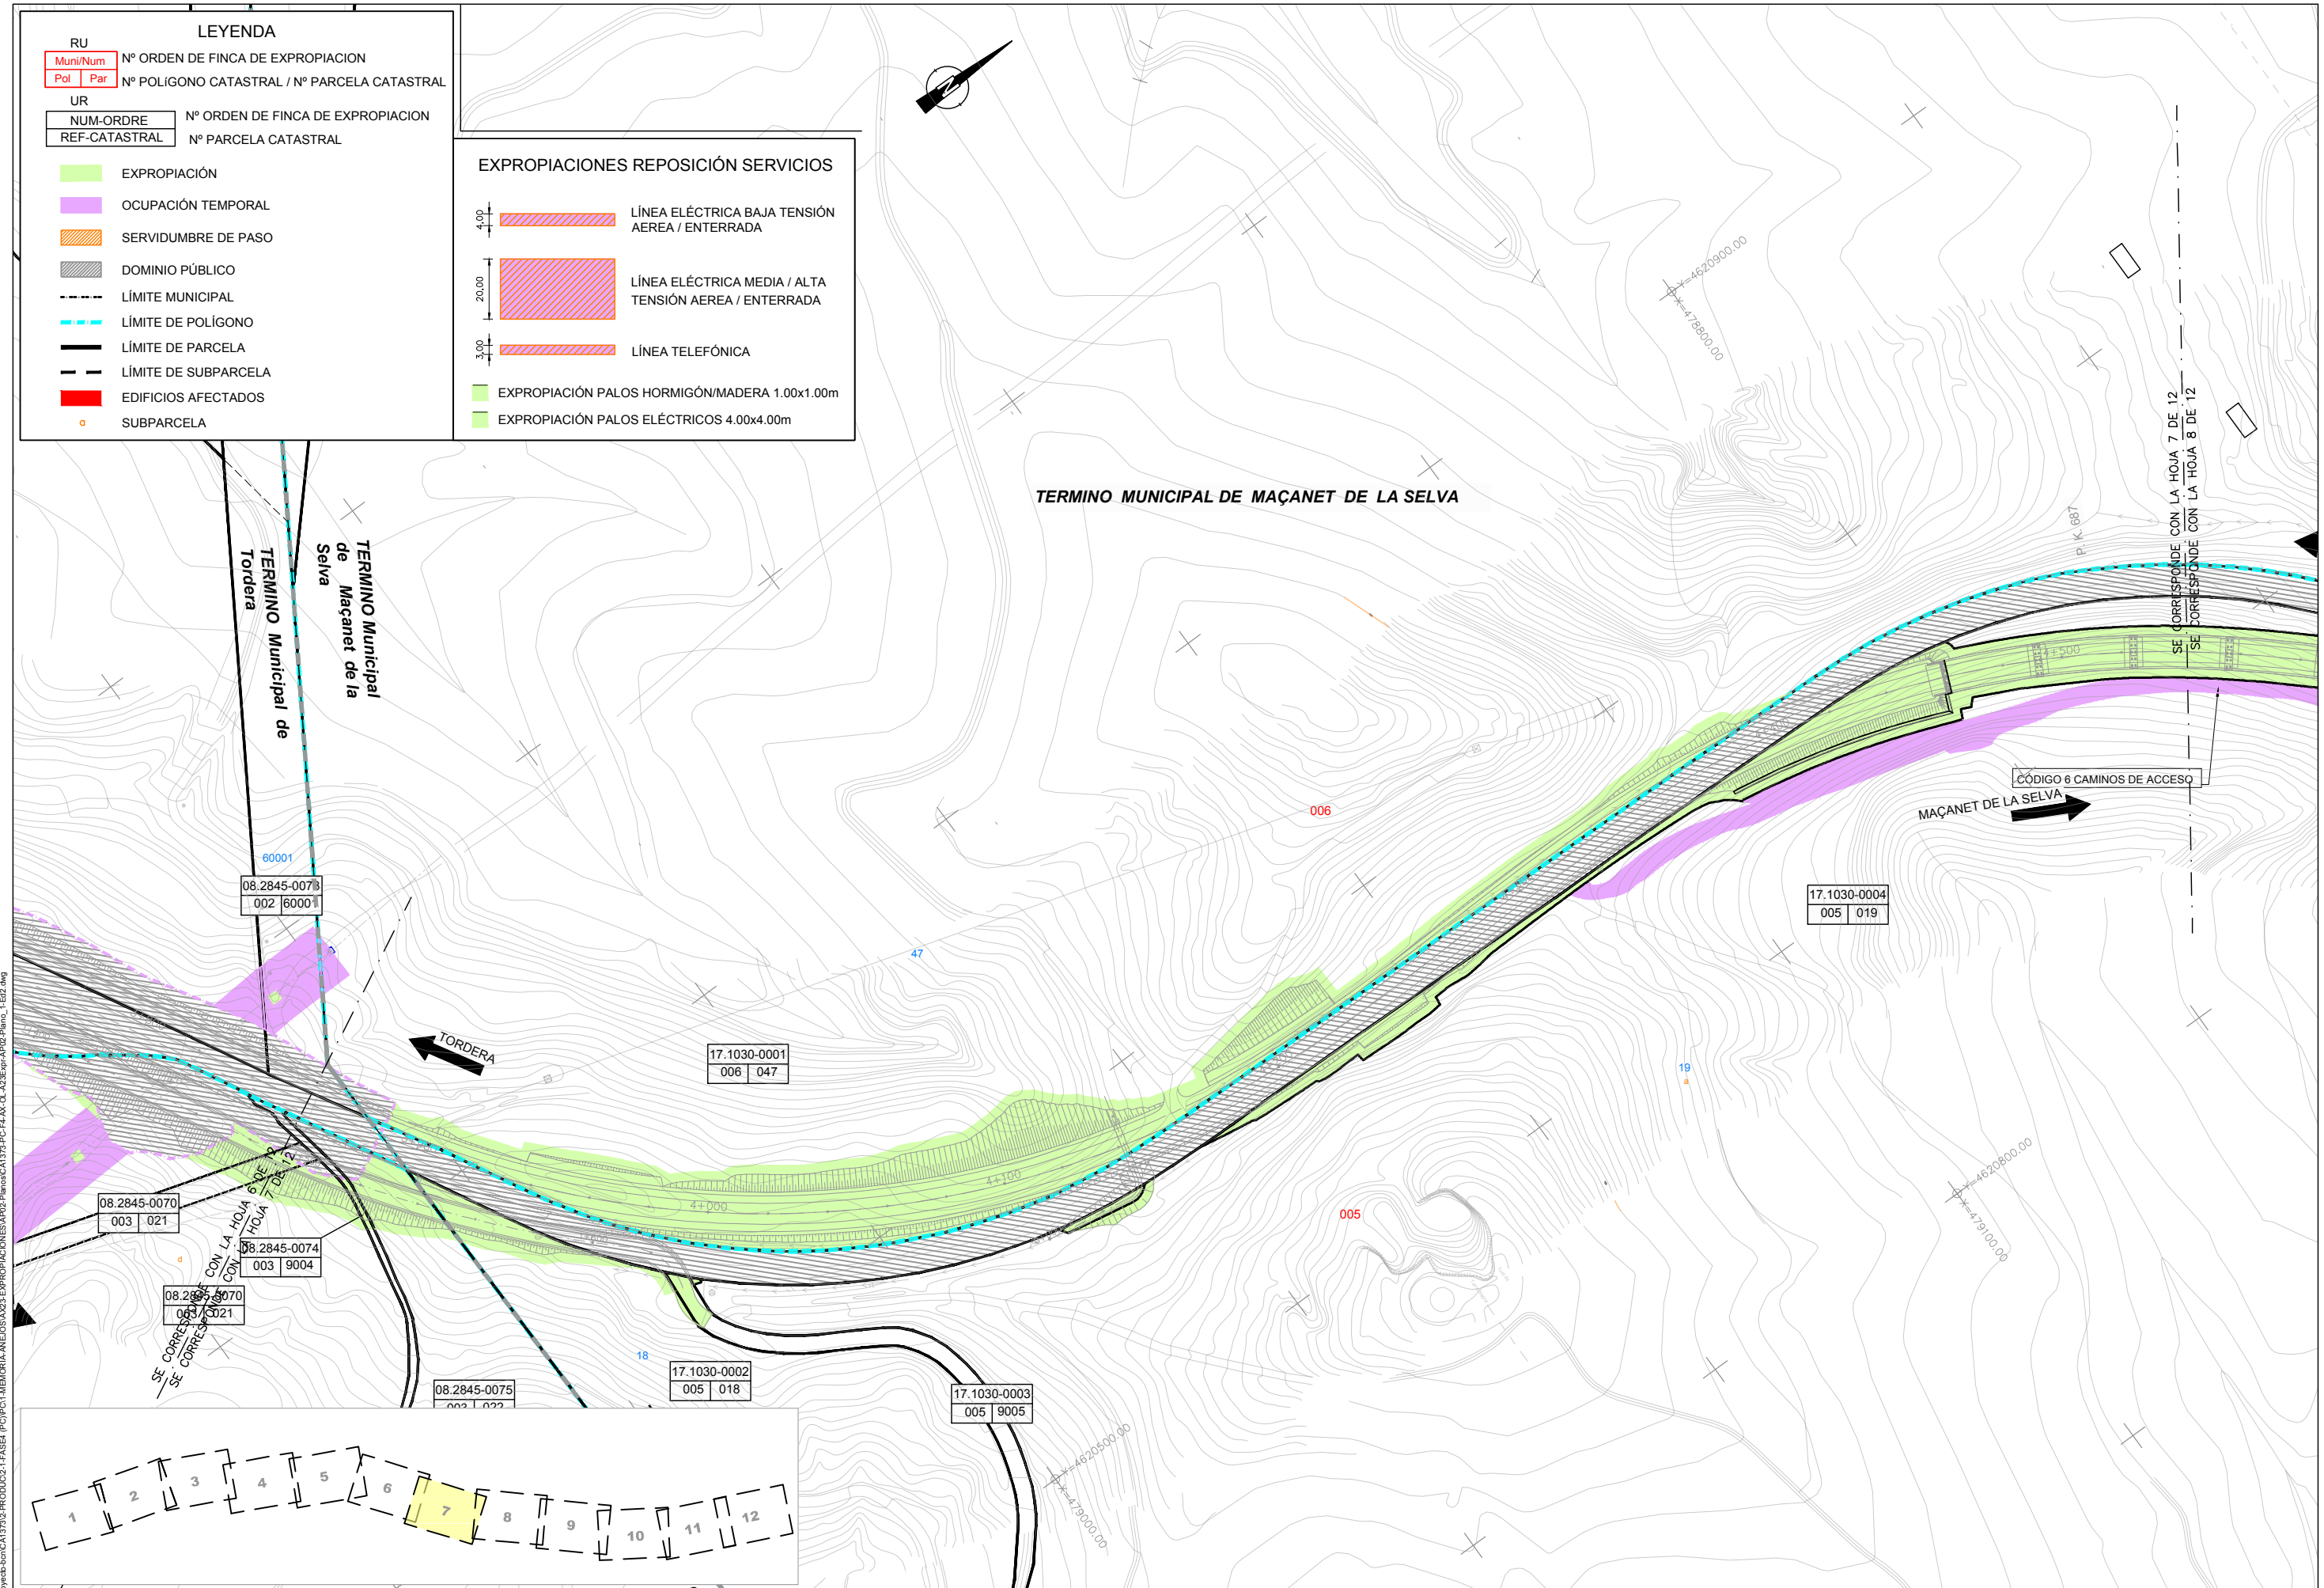 LEYENDA
RU
Muni/Num
Nº ORDEN DE FINCA DE EXPROPIACION
Pol Par
Nº POLíGONO CATASTRAL / Nº PARCELA CATASTRAL
UR
NUM-ORDRE
Nº ORDEN DE FINCA DE EXPROPIACION
REF-CATASTRAL
Nº PARCELA CATASTRAL
EXPROPIACIÓN
OCUPACIÓN TEMPORAL
SERVIDUMBRE DE PASO
DOMINIO PÚBLICO
LÍMITE MUNICIPAL
LÍMITE DE POLÍGONO
LÍMITE DE PARCELA
LÍMITE DE SUBPARCELA
EDIFICIOS AFECTADOS
a SUBPARCELA
EXPROPIACIONES REPOSICIÓN SERVICIOS
4,00
LÍNEA ELÉCTRICA BAJA TENSIÓN
AEREA / ENTERRADA
20,00
LÍNEA ELÉCTRICA MEDIA / ALTA
TENSIÓN AEREA / ENTERRADA
3,00
LÍNEA TELEFÓNICA
EXPROPIACIÓN PALOS HORMIGÓN/MADERA 1.00x1.00m
EXPROPIACIÓN PALOS ELÉCTRICOS 4.00x4.00m
N
Y=4620900.00
X=478800.00
TERMINO MUNICIPAL DE MAÇANET DE LA SELVA
SE CORRESPONDE CON LA HOJA 7 DE 12
SE CORRESPONDE CON LA HOJA 8 DE 12
P.K.687
TERMINO Municipal de
Tordera
TERMINO Municipal
de Maçanet de la
Selva
4+500
CÓDIGO 6 CAMINOS DE ACCESO
MAÇANET DE LA SELVA
006
60001
08.2845-0073
002 60001
17.1030-0004
005 019
47
TORDERA
17.1030-0001
006 047
19
a
4+100
4+000
005
Y=4620800.00
X=479100.00
08.2845-0070
003 021
08.2845-0074
003 9004
d
08.2845-0070
003 021
SE CORRESPONDE CON LA HOJA 6 DE 12
SE CORRESPONDE CON LA HOJA 7 DE 12
18
17.1030-0002
005 018
08.2845-0075
003 022
17.1030-0003
005 9005
Y=4620500.00
X=479000.00
1
2
3
4
5
6
7
8
9
10
11
12